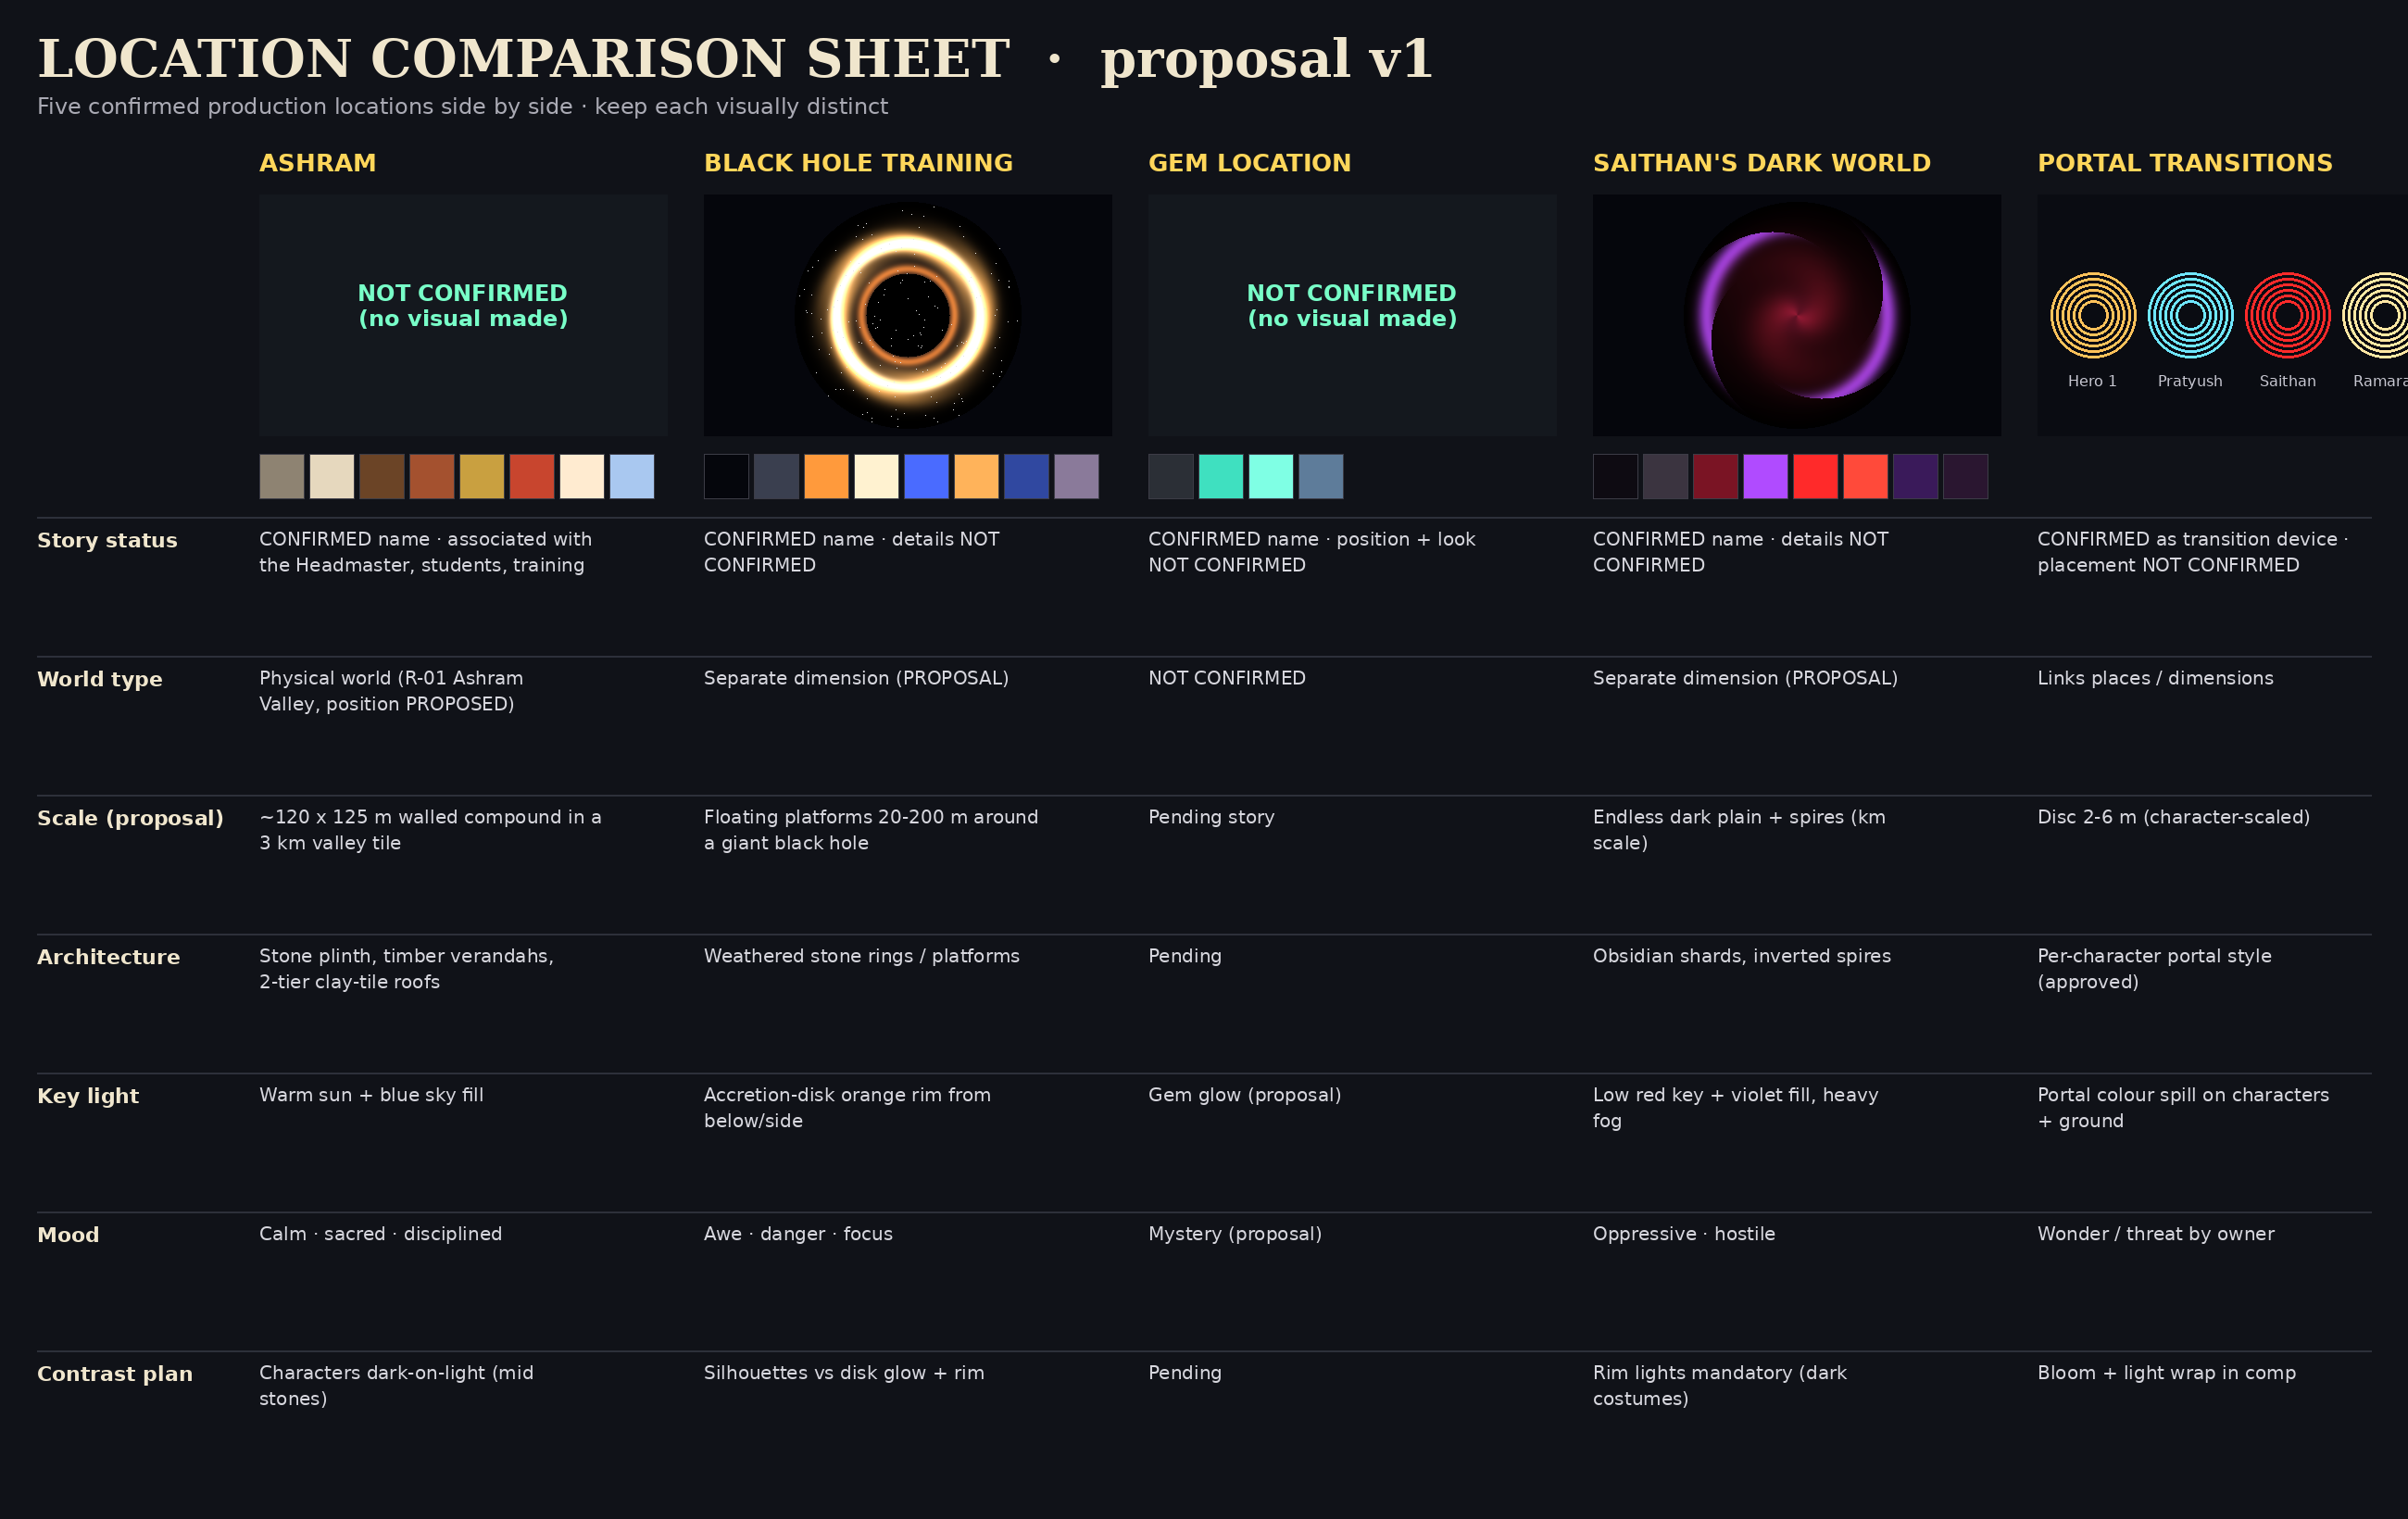 LOCATION COMPARISON SHEET · proposal v1
Five confirmed production locations side by side · keep each visually distinct
ASHRAM
BLACK HOLE TRAINING
GEM LOCATION
SAITHAN'S DARK WORLD
PORTAL TRANSITIONS
NOT CONFIRMED
(no visual made)
NOT CONFIRMED
(no visual made)
Hero 1
Pratyush
Saithan
Ramara
Story status
CONFIRMED name · associated with
the Headmaster, students, training
CONFIRMED name · details NOT
CONFIRMED
CONFIRMED name · position + look
NOT CONFIRMED
CONFIRMED name · details NOT
CONFIRMED
CONFIRMED as transition device ·
placement NOT CONFIRMED
World type
Physical world (R-01 Ashram
Valley, position PROPOSED)
Separate dimension (PROPOSAL)
NOT CONFIRMED
Separate dimension (PROPOSAL)
Links places / dimensions
Scale (proposal)
~120 x 125 m walled compound in a
3 km valley tile
Floating platforms 20-200 m around
a giant black hole
Pending story
Endless dark plain + spires (km
scale)
Disc 2-6 m (character-scaled)
Architecture
Stone plinth, timber verandahs,
2-tier clay-tile roofs
Weathered stone rings / platforms
Pending
Obsidian shards, inverted spires
Per-character portal style
(approved)
Key light
Warm sun + blue sky fill
Accretion-disk orange rim from
below/side
Gem glow (proposal)
Low red key + violet fill, heavy
fog
Portal colour spill on characters
+ ground
Mood
Calm · sacred · disciplined
Awe · danger · focus
Mystery (proposal)
Oppressive · hostile
Wonder / threat by owner
Contrast plan
Characters dark-on-light (mid
stones)
Silhouettes vs disk glow + rim
Pending
Rim lights mandatory (dark
costumes)
Bloom + light wrap in comp